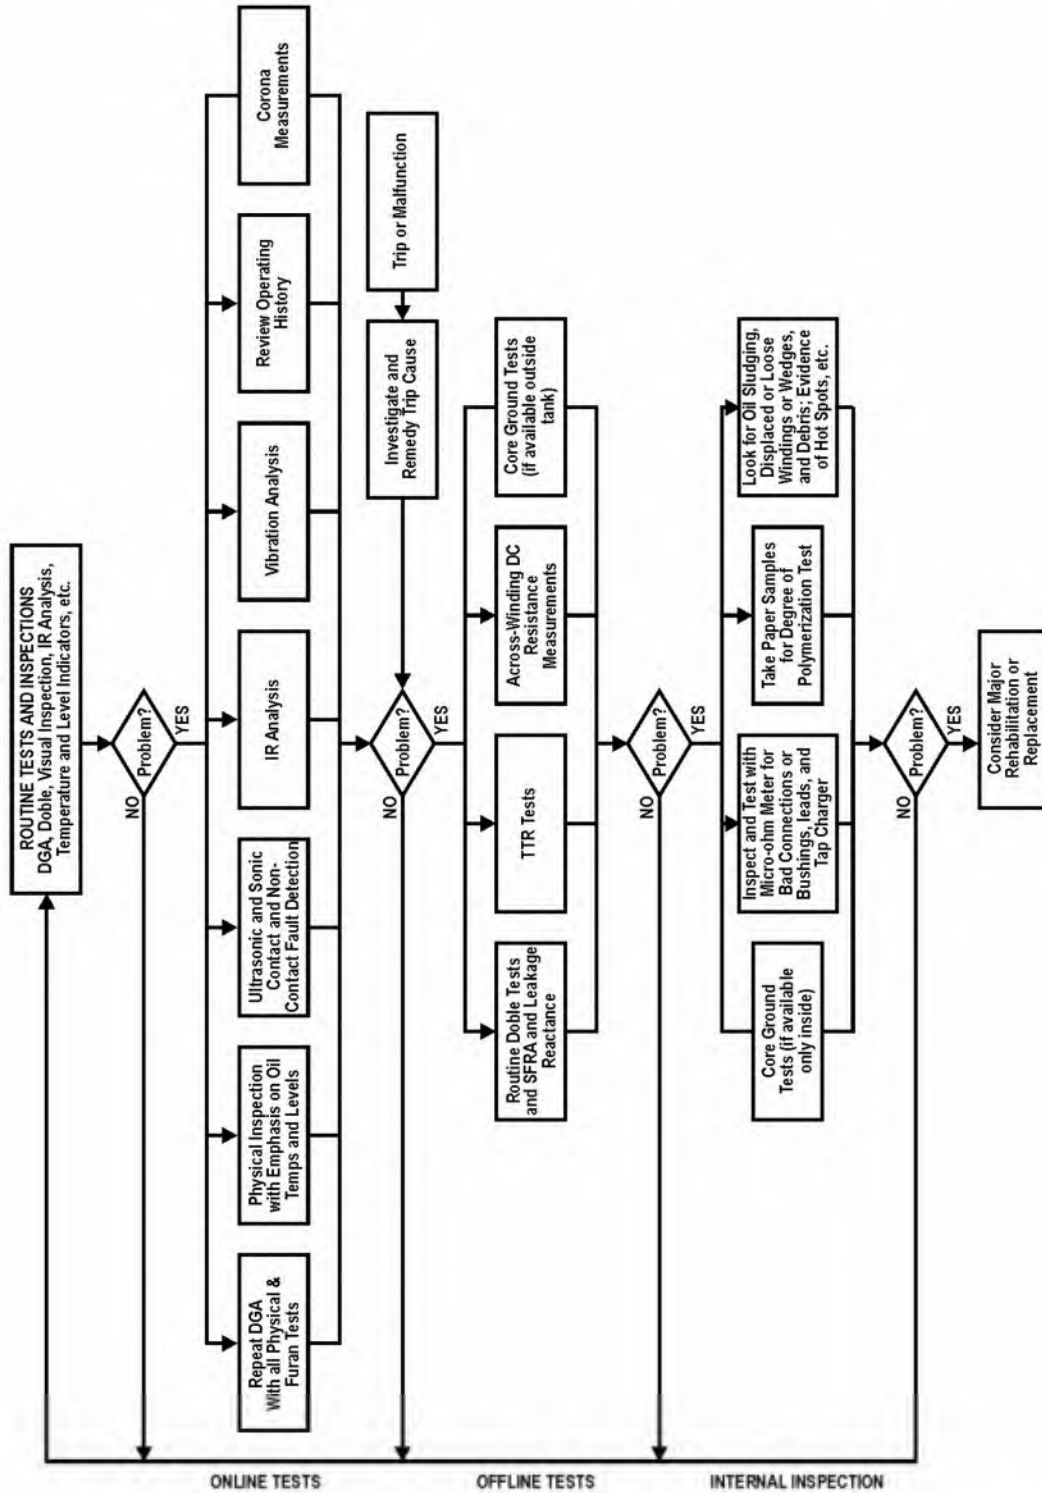 ROUTINE TESTS AND INSPECTIONS
DGA, Doble, Visual Inspection, IR Analysis,
Temperature and Level Indicators, etc.
Problem?
NO
YES
ONLINE TESTS
Repeat DGA
With all Physical &
Furan Tests
Physical Inspection
with Emphasis on Oil
Temps and Levels
Ultrasonic and Sonic
Contact and Non-
Contact Fault Detection
IR Analysis
Vibration Analysis
Review Operating
History
Corona
Measurements
Problem?
NO
YES
Investigate and
Remedy Trip Cause
Trip or Malfunction
OFFLINE TESTS
Routine Doble Tests
and SFRA and Leakage
Reactance
TTR Tests
Across-Winding DC
Resistance
Measurements
Core Ground Tests
(if available outside
tank)
Problem?
NO
YES
INTERNAL INSPECTION
Core Ground
Tests (if available
only inside)
Inspect and Test with
Micro-ohm Meter for
Bad Connections or
Bushings, leads, and
Tap Charger
Take Paper Samples
for Degree of
Polymerization Test
Look for Oil Sludging,
Displaced or Loose
Windings or Wedges,
and Debris; Evidence
of Hot Spots, etc.
Problem?
NO
YES
Consider Major
Rehabilitation or
Replacement